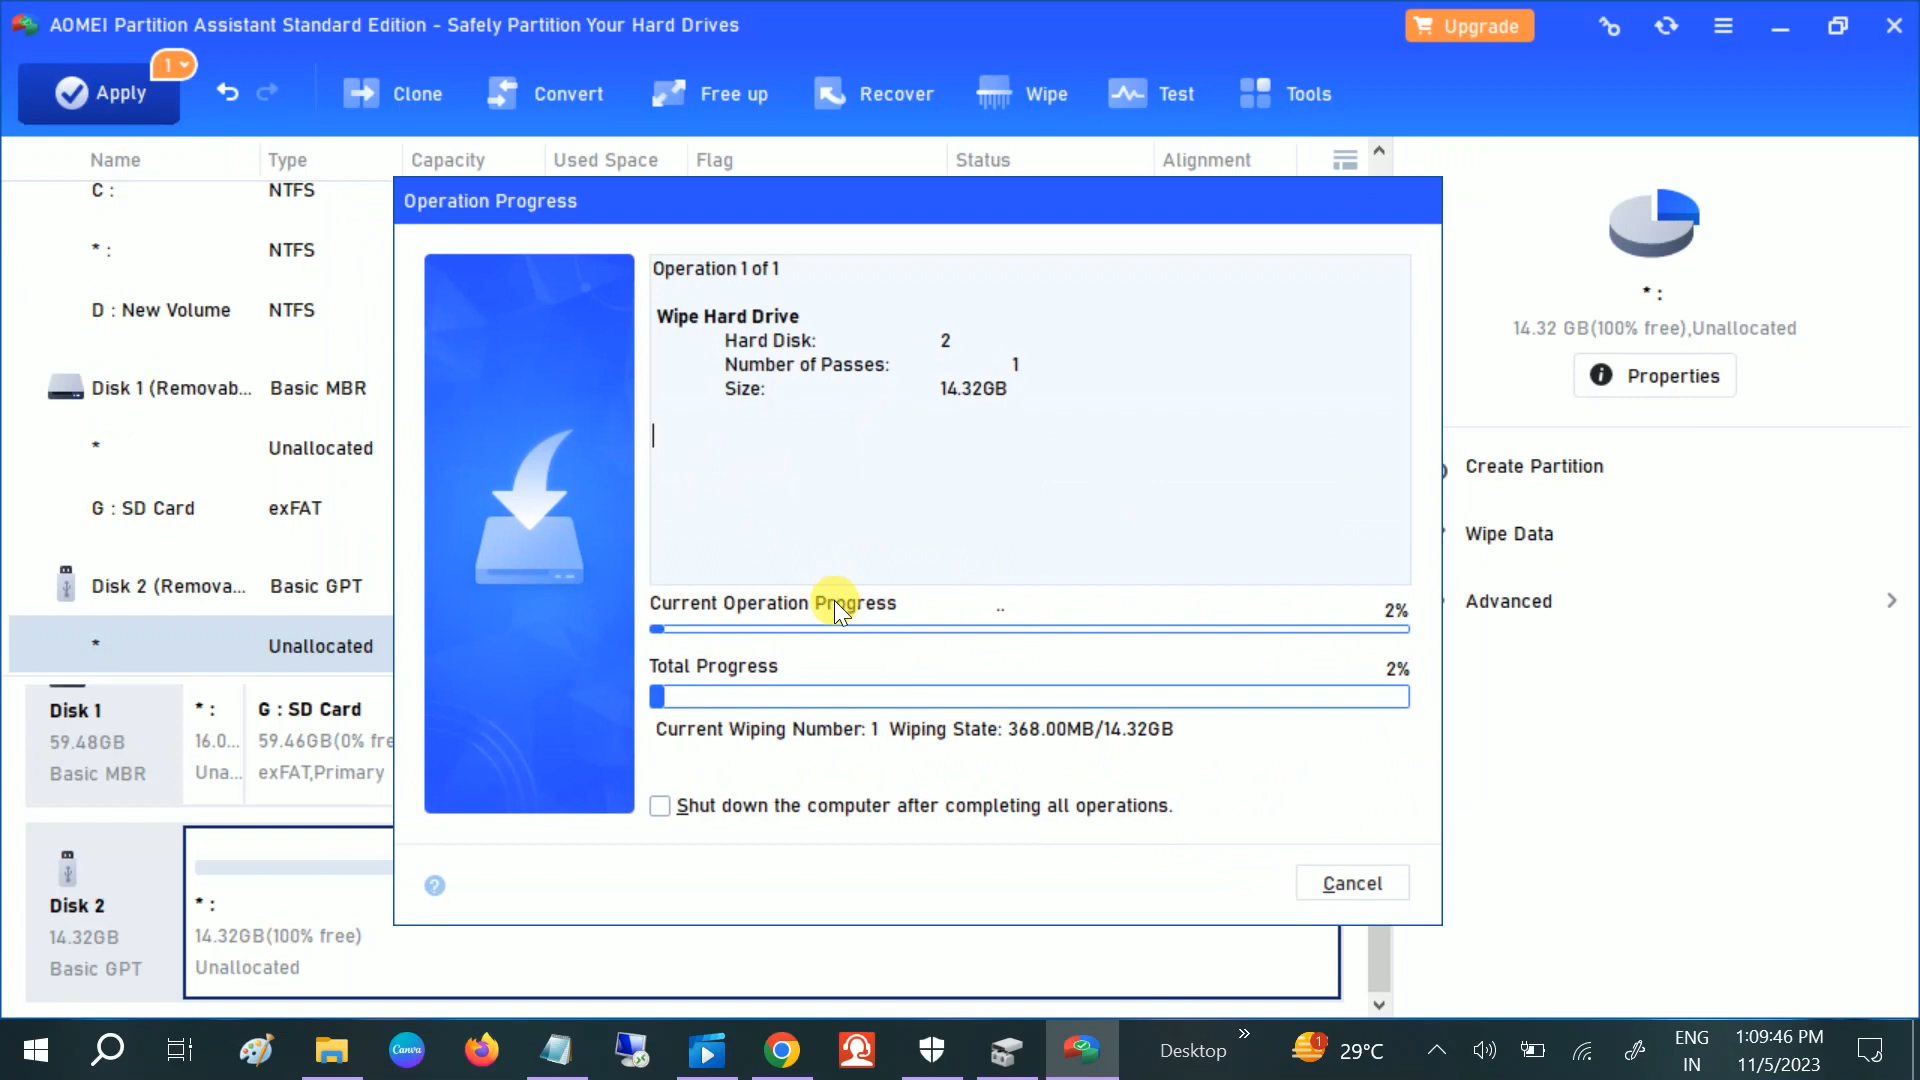 AOMEI Partition Assistant Standard Edition - Safely Partition Your Hard Drives
Upgrade
1
Apply
Clone
Convert
Free up
Recover
Wipe
Test
Tools
Name Type Capacity Used Space Flag Status Alignment
C : NTFS
* : NTFS
D : New Volume NTFS
Disk 1 (Removab... Basic MBR
* Unallocated
G : SD Card exFAT
Disk 2 (Remova... Basic GPT
* Unallocated
Disk 1
59.48GB
Basic MBR
* :
16.0...
Una...
G : SD Card
59.46GB(0% fre
exFAT,Primary
Disk 2
14.32GB
Basic GPT
* :
14.32GB(100% free)
Unallocated
Operation Progress
Operation 1 of 1
Wipe Hard Drive
Hard Disk: 2
Number of Passes: 1
Size: 14.32GB
Current Operation Progress .. 2%
Total Progress 2%
Current Wiping Number: 1 Wiping State: 368.00MB/14.32GB
Shut down the computer after completing all operations.
?
Cancel
* :
14.32 GB(100% free),Unallocated
Properties
Create Partition
Wipe Data
Advanced
Canva
Desktop
1
29°C
ENG
IN
1:09:46 PM
11/5/2023